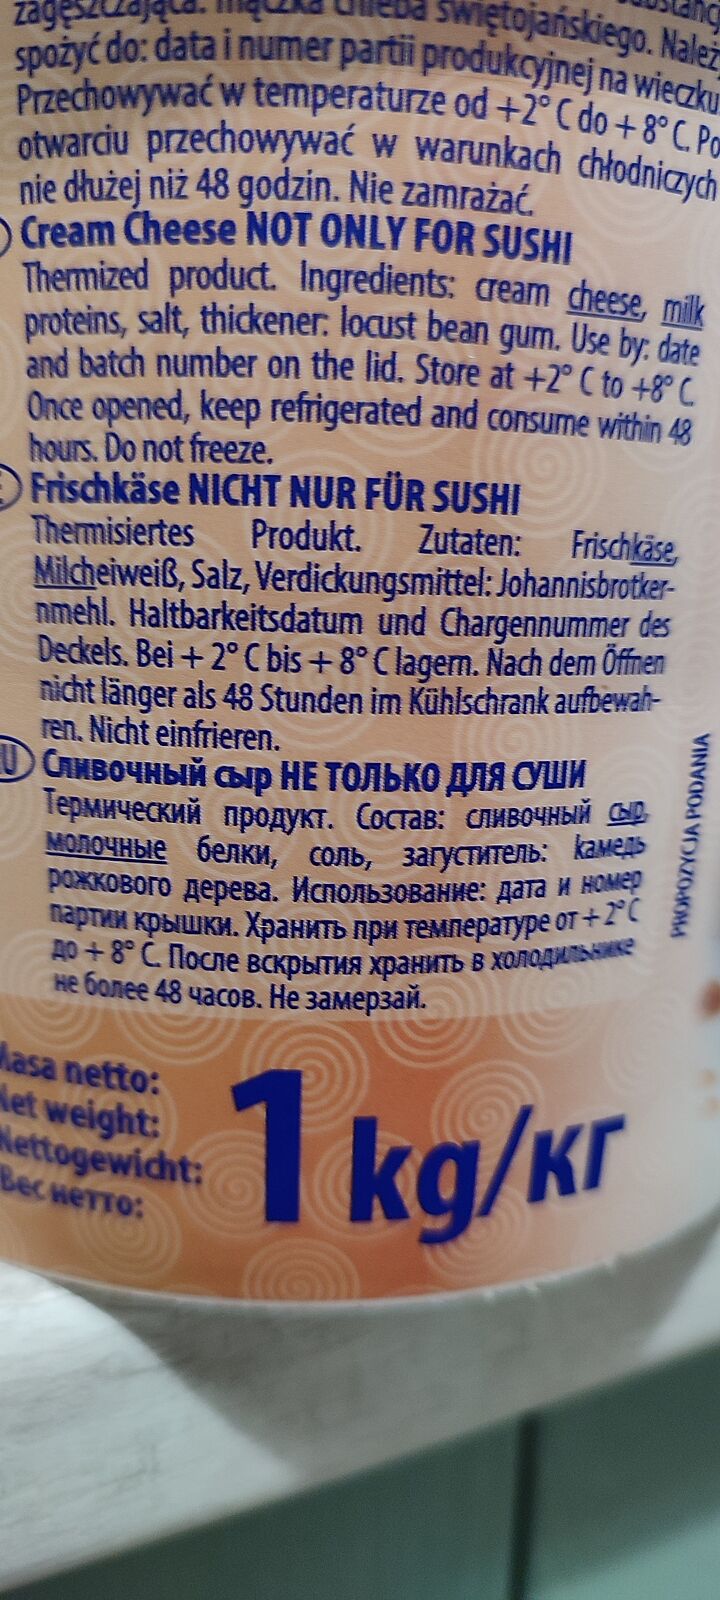 zagęszczająca: mączka chleba świętojańskiego. Należy
spożyć do: data i numer partii produkcyjnej na wieczku
Przechowywać w temperaturze od +2° C do + 8° C. Po
otwarciu przechowywać w warunkach chłodniczych
nie dłużej niż 48 godzin. Nie zamrażać.
Cream Cheese NOT ONLY FOR SUSHI
Thermized product. Ingredients: cream cheese, milk
proteins, salt, thickener: locust bean gum. Use by: date
and batch number on the lid. Store at +2° C to +8° C.
Once opened, keep refrigerated and consume within 48
hours. Do not freeze.
Frischkäse NICHT NUR FÜR SUSHI
Thermisiertes Produkt. Zutaten: Frischkäse,
Milcheiweiß, Salz, Verdickungsmittel: Johannisbrotker-
nmehl. Haltbarkeitsdatum und Chargennummer des
Deckels. Bei + 2° C bis + 8° C lagern. Nach dem Öffnen
nicht länger als 48 Stunden im Kühlschrank aufbewah-
ren. Nicht einfrieren.
Сливочный сыр НЕ ТОЛЬКО ДЛЯ СУШИ
Термический продукт. Состав: сливочный сыр,
молочные белки, соль, загуститель: камедь
рожкового дерева. Использование: дата и номер
партии крышки. Хранить при температуре от + 2° C
до + 8° C. После вскрытия хранить в холодильнике
не более 48 часов. Не замерзай.
PROPOZYCJA PODANIA
Masa netto:
Net weight:
Nettogewicht:
Вес нетто:
1 kg/кг